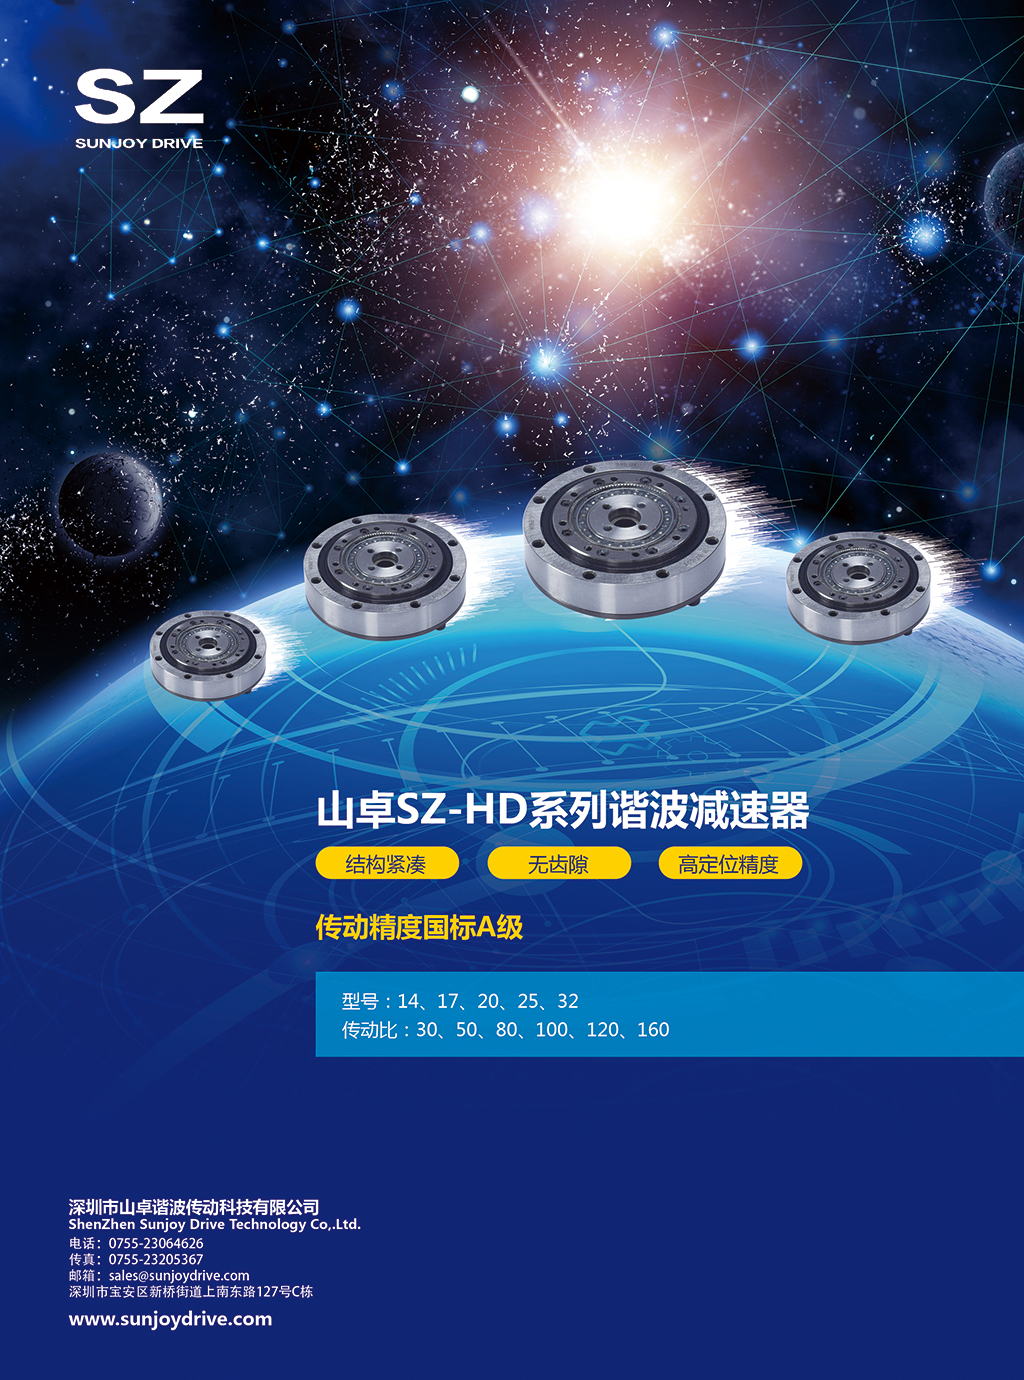 SZ
SUNJOY DRIVE
山卓SZ-HD系列谐波减速器
结构紧凑 无齿隙 高定位精度
传动精度国标A级
型号：14、17、20、25、32
传动比：30、50、80、100、120、160
深圳市山卓谐波传动科技有限公司
ShenZhen Sunjoy Drive Technology Co,.Ltd.
电话：0755-23064626
传真：0755-23205367
邮箱：sales@sunjoydrive.com
深圳市宝安区新桥街道上南东路127号C栋
www.sunjoydrive.com